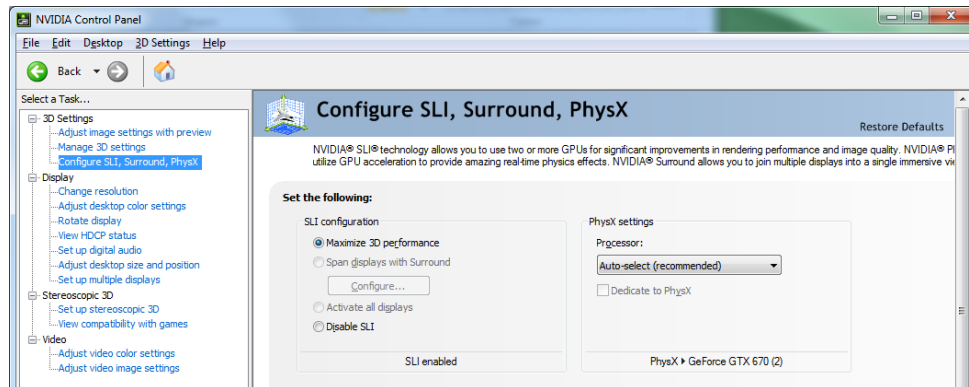 NVIDIA Control Panel
File Edit Desktop 3D Settings Help
Back
Select a Task...
3D Settings
Adjust image settings with preview
Manage 3D settings
Configure SLI, Surround, PhysX
Display
Change resolution
Adjust desktop color settings
Rotate display
View HDCP status
Set up digital audio
Adjust desktop size and position
Set up multiple displays
Stereoscopic 3D
Set up stereoscopic 3D
View compatibility with games
Video
Adjust video color settings
Adjust video image settings
Configure SLI, Surround, PhysX
Restore Defaults
NVIDIA® SLI® technology allows you to use two or more GPUs for significant improvements in rendering performance and image quality. NVIDIA® P
utilize GPU acceleration to provide amazing real-time physics effects. NVIDIA® Surround allows you to join multiple displays into a single immersive vi
Set the following:
SLI configuration
Maximize 3D performance
Span displays with Surround
Configure...
Activate all displays
Disable SLI
SLI enabled
PhysX settings
Processor:
Auto-select (recommended)
Dedicate to PhysX
PhysX ▸ GeForce GTX 670 (2)